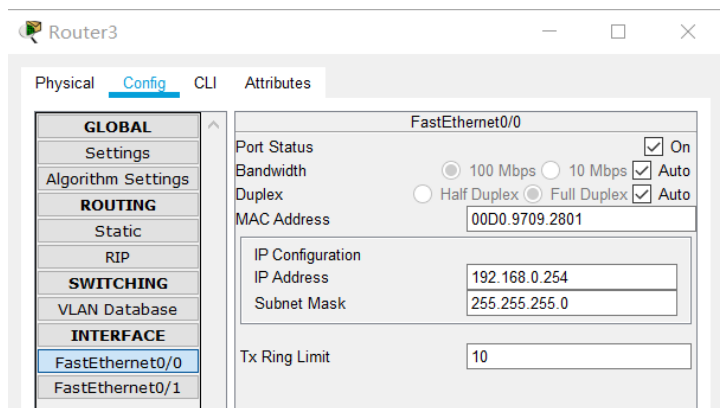 Router3
Physical Config CLI Attributes
GLOBAL
Settings
Algorithm Settings
ROUTING
Static
RIP
SWITCHING
VLAN Database
INTERFACE
FastEthernet0/0
FastEthernet0/1
FastEthernet0/0
Port Status On
Bandwidth 100 Mbps 10 Mbps Auto
Duplex Half Duplex Full Duplex Auto
MAC Address 00D0.9709.2801
IP Configuration
IP Address 192.168.0.254
Subnet Mask 255.255.255.0
Tx Ring Limit 10